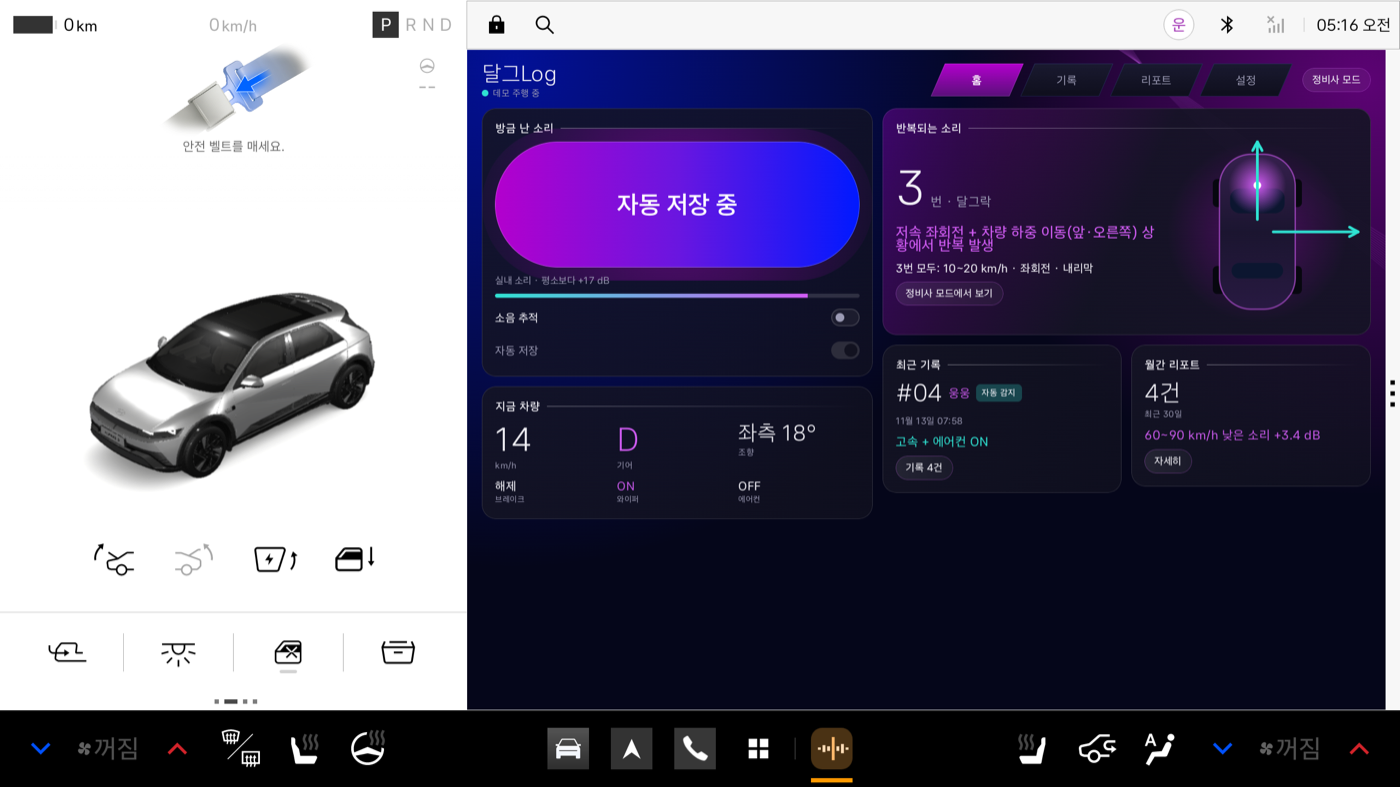 0km
0km/h
P R N D
안전 벨트를 매세요.
운
05:16 오전
달그Log
데모 주행 중
홈
기록
리포트
설정
정비사 모드
방금 난 소리
자동 저장 중
실내 소리 · 평소보다 +17 dB
소음 추적
자동 저장
지금 차량
14
km/h
D
기어
좌측 18°
조향
해제
브레이크
ON
와이퍼
OFF
에어컨
반복되는 소리
3 번 · 달그락
저속 좌회전 + 차량 하중 이동(앞·오른쪽) 상
황에서 반복 발생
3번 모두: 10~20 km/h · 좌회전 · 내리막
정비사 모드에서 보기
최근 기록
#04 웅웅 자동 감지
11월 13일 07:58
고속 + 에어컨 ON
기록 4건
월간 리포트
4건
최근 30일
60~90 km/h 낮은 소리 +3.4 dB
자세히
꺼짐
A
꺼짐